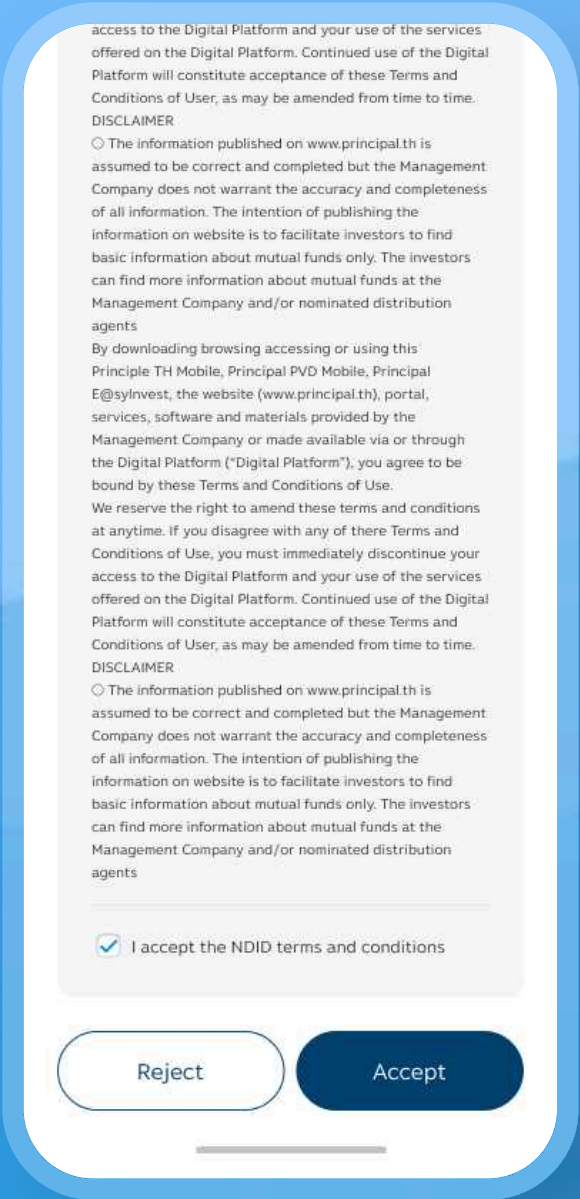 access to the Digital Platform and your use of the services
offered on the Digital Platform. Continued use of the Digital
Platform will constitute acceptance of these Terms and
Conditions of User, as may be amended from time to time.
DISCLAIMER
○ The information published on www.principal.th is
assumed to be correct and completed but the Management
Company does not warrant the accuracy and completeness
of all information. The intention of publishing the
information on website is to facilitate investors to find
basic information about mutual funds only. The investors
can find more information about mutual funds at the
Management Company and/or nominated distribution
agents
By downloading browsing accessing or using this
Principle TH Mobile, Principal PVD Mobile, Principal
E@syInvest, the website (www.principal.th), portal,
services, software and materials provided by the
Management Company or made available via or through
the Digital Platform (“Digital Platform”), you agree to be
bound by these Terms and Conditions of Use.
We reserve the right to amend these terms and conditions
at anytime. If you disagree with any of there Terms and
Conditions of Use, you must immediately discontinue your
access to the Digital Platform and your use of the services
offered on the Digital Platform. Continued use of the Digital
Platform will constitute acceptance of these Terms and
Conditions of User, as may be amended from time to time.
DISCLAIMER
○ The information published on www.principal.th is
assumed to be correct and completed but the Management
Company does not warrant the accuracy and completeness
of all information. The intention of publishing the
information on website is to facilitate investors to find
basic information about mutual funds only. The investors
can find more information about mutual funds at the
Management Company and/or nominated distribution
agents
I accept the NDID terms and conditions
Reject
Accept